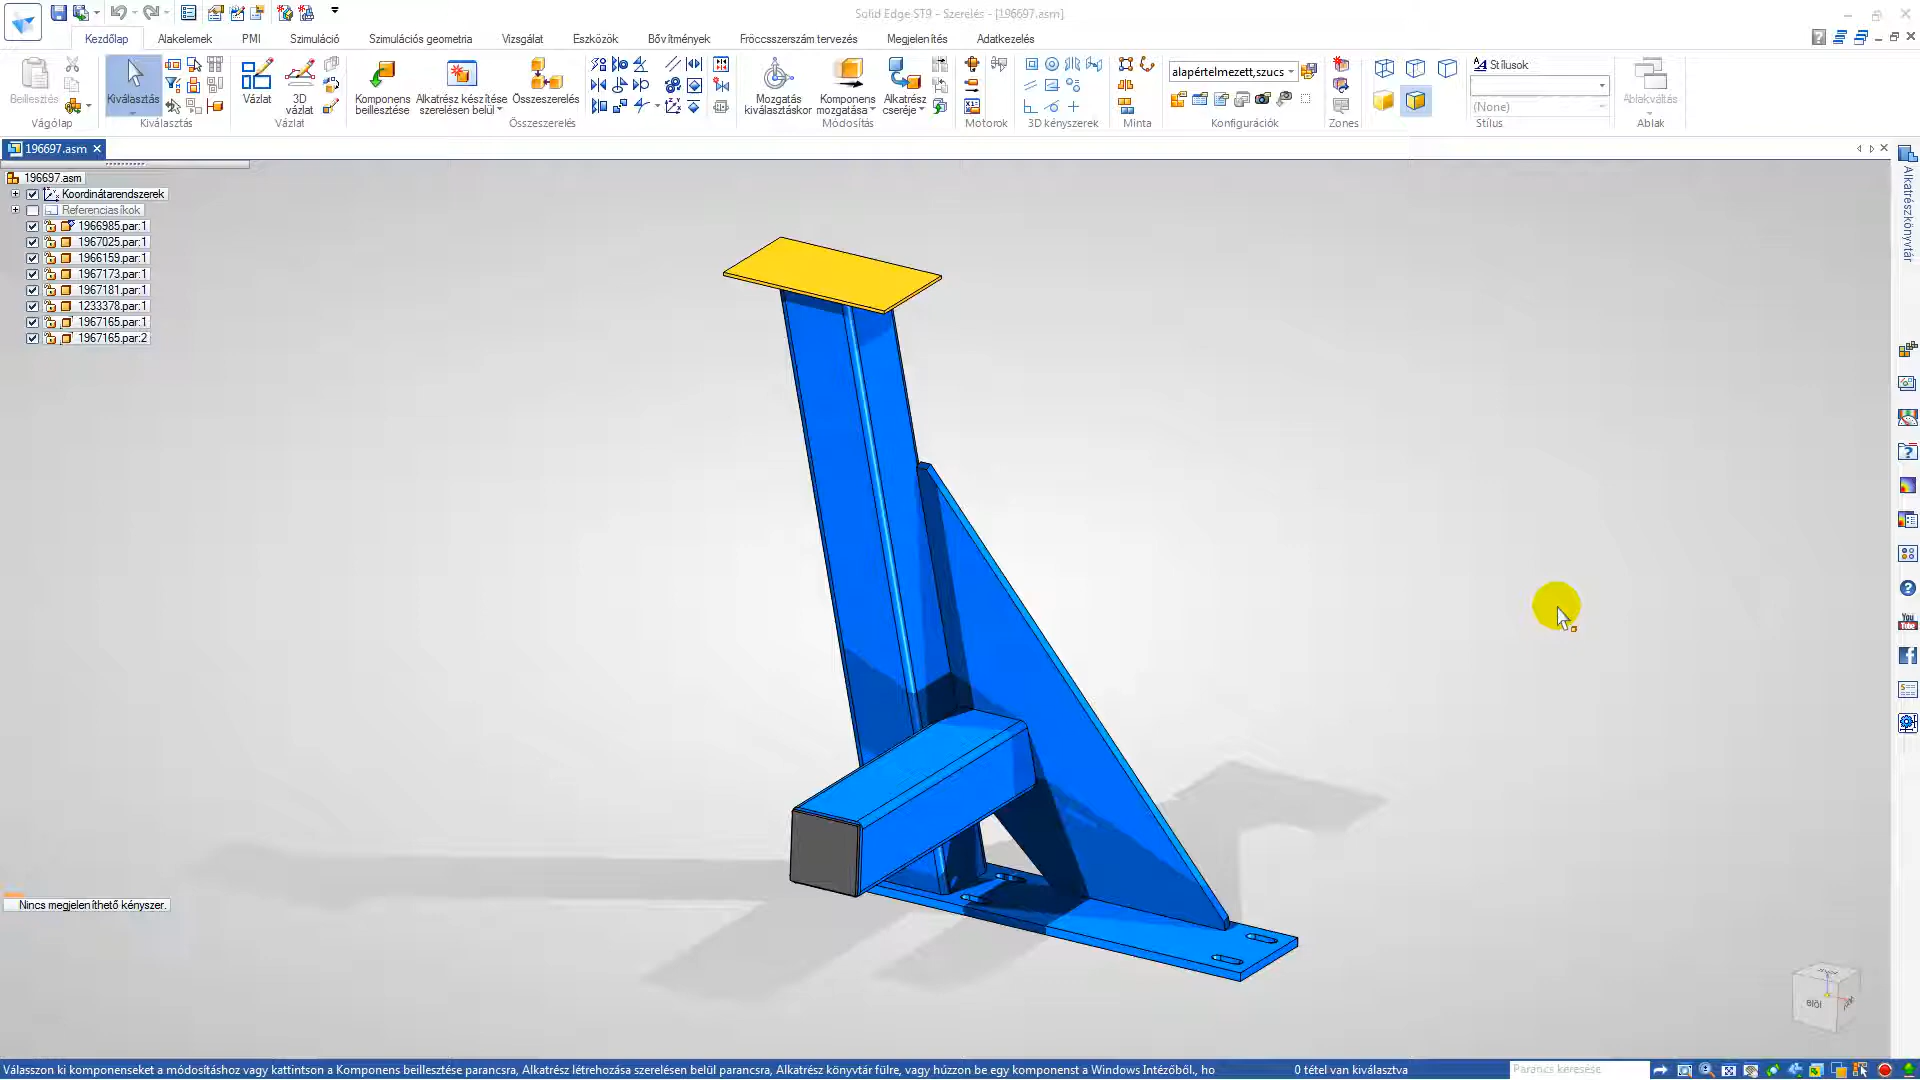 Solid Edge ST9 - Szerelés - [196697.asm]
Kezdőlap Alakelemek PMI Szimuláció Szimulációs geometria Vizsgálat Eszközök Bővítmények Fröccsszerszám tervezés Megjelenítés Adatkezelés
Beillesztés
Vágólap
Kiválasztás
Kiválasztás
Vázlat
3D vázlat
Vázlat
Komponens beillesztése
Alkatrész készítése szerelésen belül
Összeszerelés
Összeszerelés
Mozgatás kiválasztáskor
Komponens mozgatása
Alkatrész cseréje
Módosítás
Motorok
3D kényszerek
Minta
alapértelmezett,szucs
Konfigurációk
Zones
Stílusok
(None)
Stílus
Ablakváltás
Ablak
196697.asm
196697.asm
Koordinátarendszerek
Referenciasíkok
1966985.par:1
1967025.par:1
1966159.par:1
1967173.par:1
1967181.par:1
1233378.par:1
1967165.par:1
1967165.par:2
Nincs megjeleníthető kényszer.
Alkatrészkönyvtár
You
Tube
Válasszon ki komponenseket a módosításhoz vagy kattintson a Komponens beillesztése parancsra, Alkatrész létrehozása szerelésen belül parancsra, Alkatrész könyvtár fülre, vagy húzzon be egy komponenst a Windows Intézőből., ho
0 tétel van kiválasztva
Parancs keresése